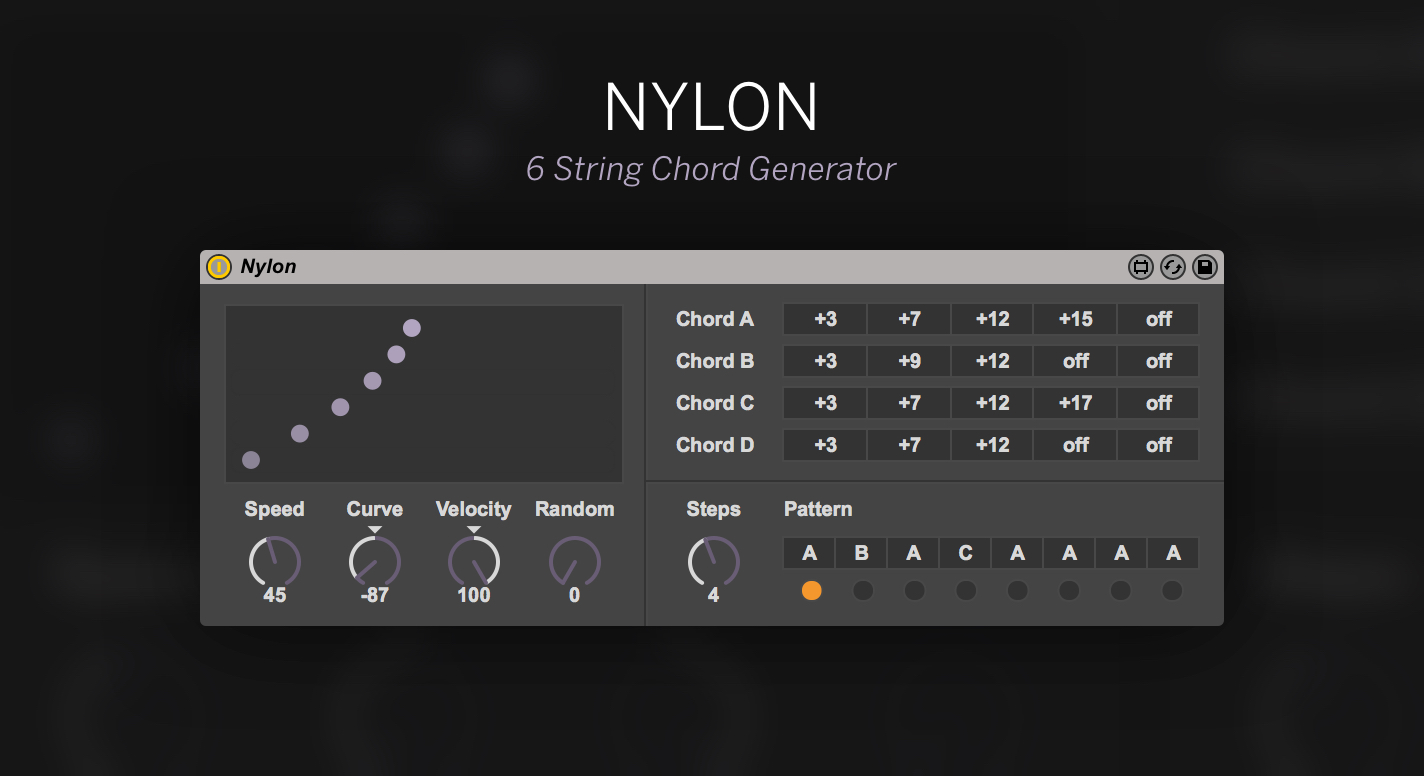 NYLON
6 String Chord Generator
Nylon
Chord A +3 +7 +12 +15 off
Chord B +3 +9 +12 off off
Chord C +3 +7 +12 +17 off
Chord D +3 +7 +12 off off
Speed Curve Velocity Random
45 -87 100 0
Steps Pattern
A B A C A A A A
4